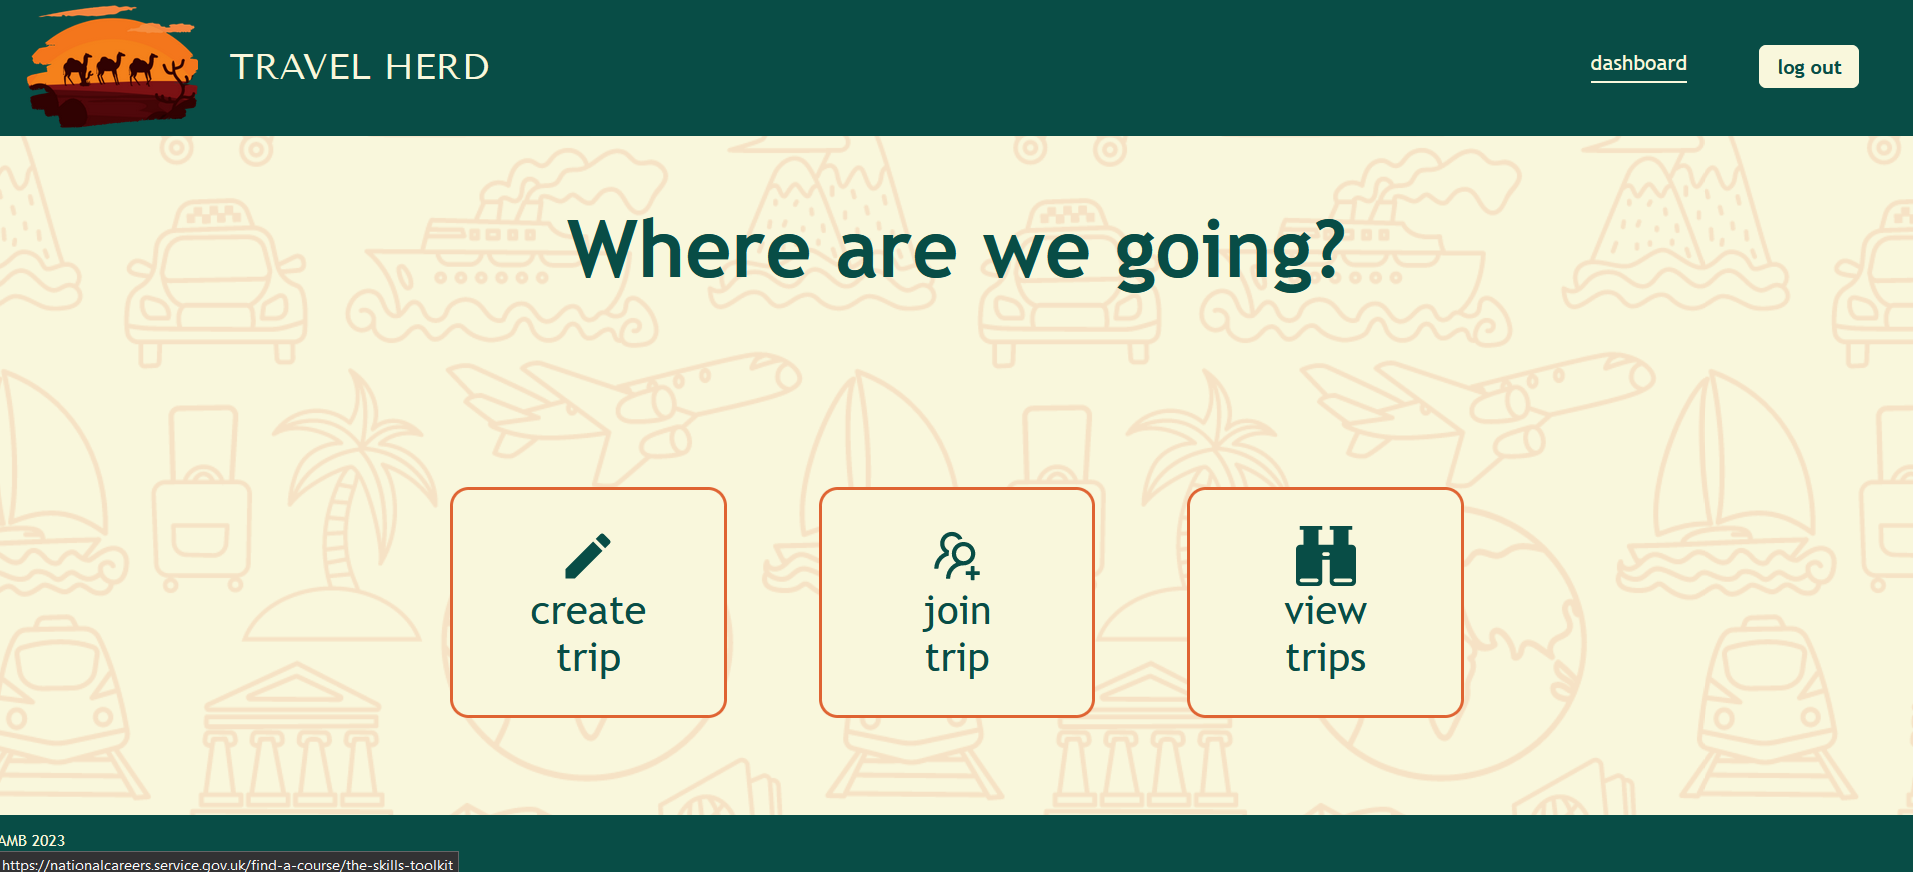 TRAVEL HERD
dashboard
log out
Where are we going?
create
trip
join
trip
view
trips
AMB 2023
https://nationalcareers.service.gov.uk/find-a-course/the-skills-toolkit